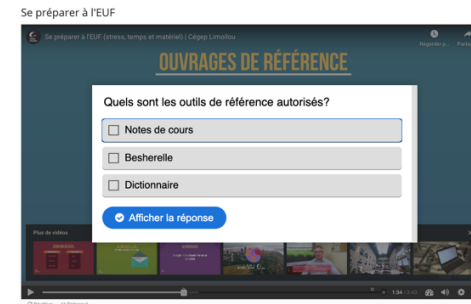 Se préparer à l'EUF
Se préparer à l'EUF (stress, temps et matériel) | Cégep Limoilou
Regarder p...
OUVRAGES DE RÉFÉRENCE
Quels sont les outils de référence autorisés?
Notes de cours
Besherelle
Dictionnaire
Afficher la réponse
Plus de vidéos
1:34